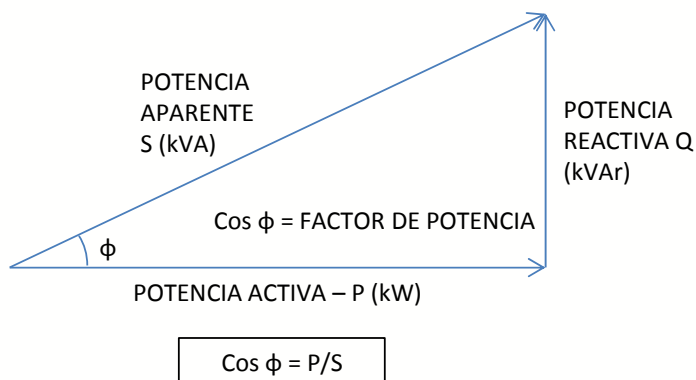 POTENCIA
APARENTE
S (kVA)
POTENCIA
REACTIVA Q
(kVAr)
Cos ϕ = FACTOR DE POTENCIA
ϕ
POTENCIA ACTIVA – P (kW)
Cos ϕ = P/S